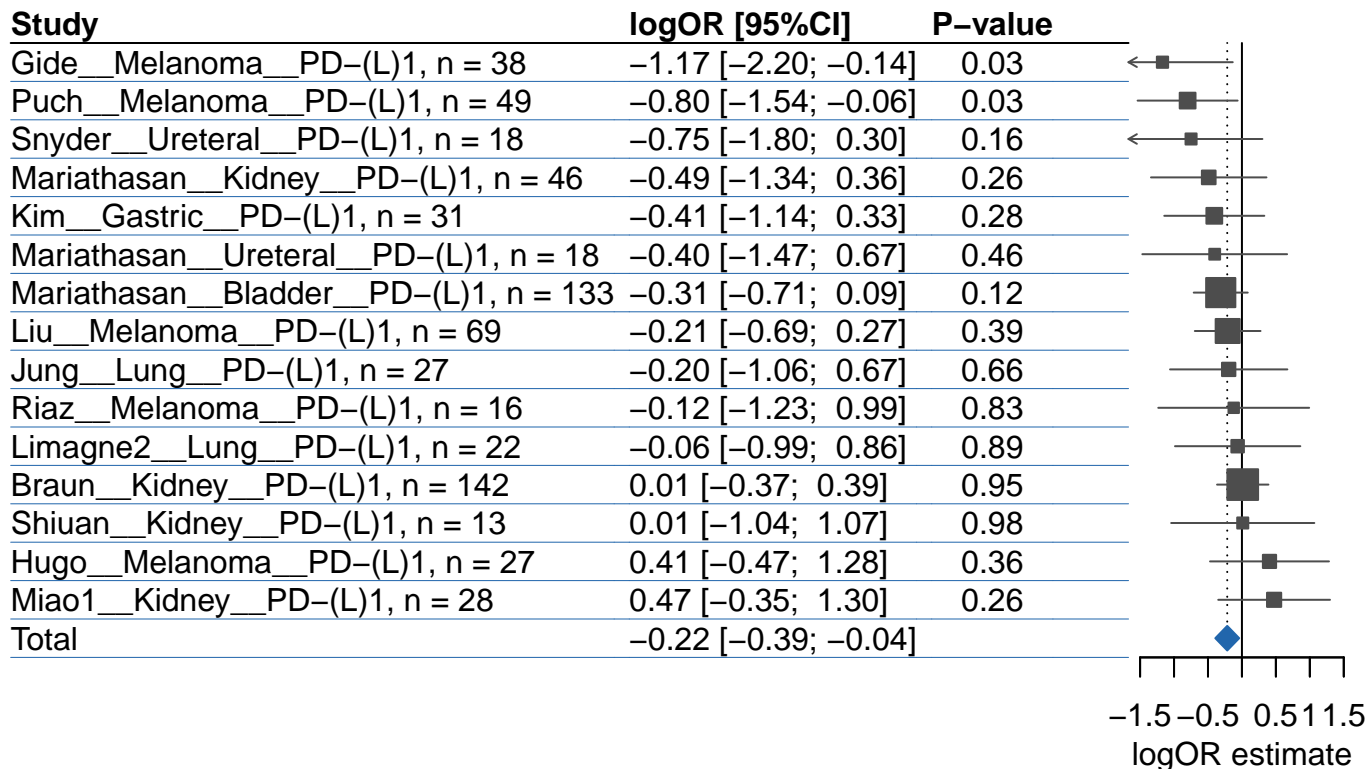 Study logOR [95%CI] P−value
Gide__Melanoma__PD−(L)1, n = 38 −1.17 [−2.20; −0.14] 0.03
Puch__Melanoma__PD−(L)1, n = 49 −0.80 [−1.54; −0.06] 0.03
Snyder__Ureteral__PD−(L)1, n = 18 −0.75 [−1.80; 0.30] 0.16
Mariathasan__Kidney__PD−(L)1, n = 46 −0.49 [−1.34; 0.36] 0.26
Kim__Gastric__PD−(L)1, n = 31 −0.41 [−1.14; 0.33] 0.28
Mariathasan__Ureteral__PD−(L)1, n = 18 −0.40 [−1.47; 0.67] 0.46
Mariathasan__Bladder__PD−(L)1, n = 133 −0.31 [−0.71; 0.09] 0.12
Liu__Melanoma__PD−(L)1, n = 69 −0.21 [−0.69; 0.27] 0.39
Jung__Lung__PD−(L)1, n = 27 −0.20 [−1.06; 0.67] 0.66
Riaz__Melanoma__PD−(L)1, n = 16 −0.12 [−1.23; 0.99] 0.83
Limagne2__Lung__PD−(L)1, n = 22 −0.06 [−0.99; 0.86] 0.89
Braun__Kidney__PD−(L)1, n = 142 0.01 [−0.37; 0.39] 0.95
Shiuan__Kidney__PD−(L)1, n = 13 0.01 [−1.04; 1.07] 0.98
Hugo__Melanoma__PD−(L)1, n = 27 0.41 [−0.47; 1.28] 0.36
Miao1__Kidney__PD−(L)1, n = 28 0.47 [−0.35; 1.30] 0.26
Total −0.22 [−0.39; −0.04]
−1.5 −0.5 0.5 1 1.5
logOR estimate